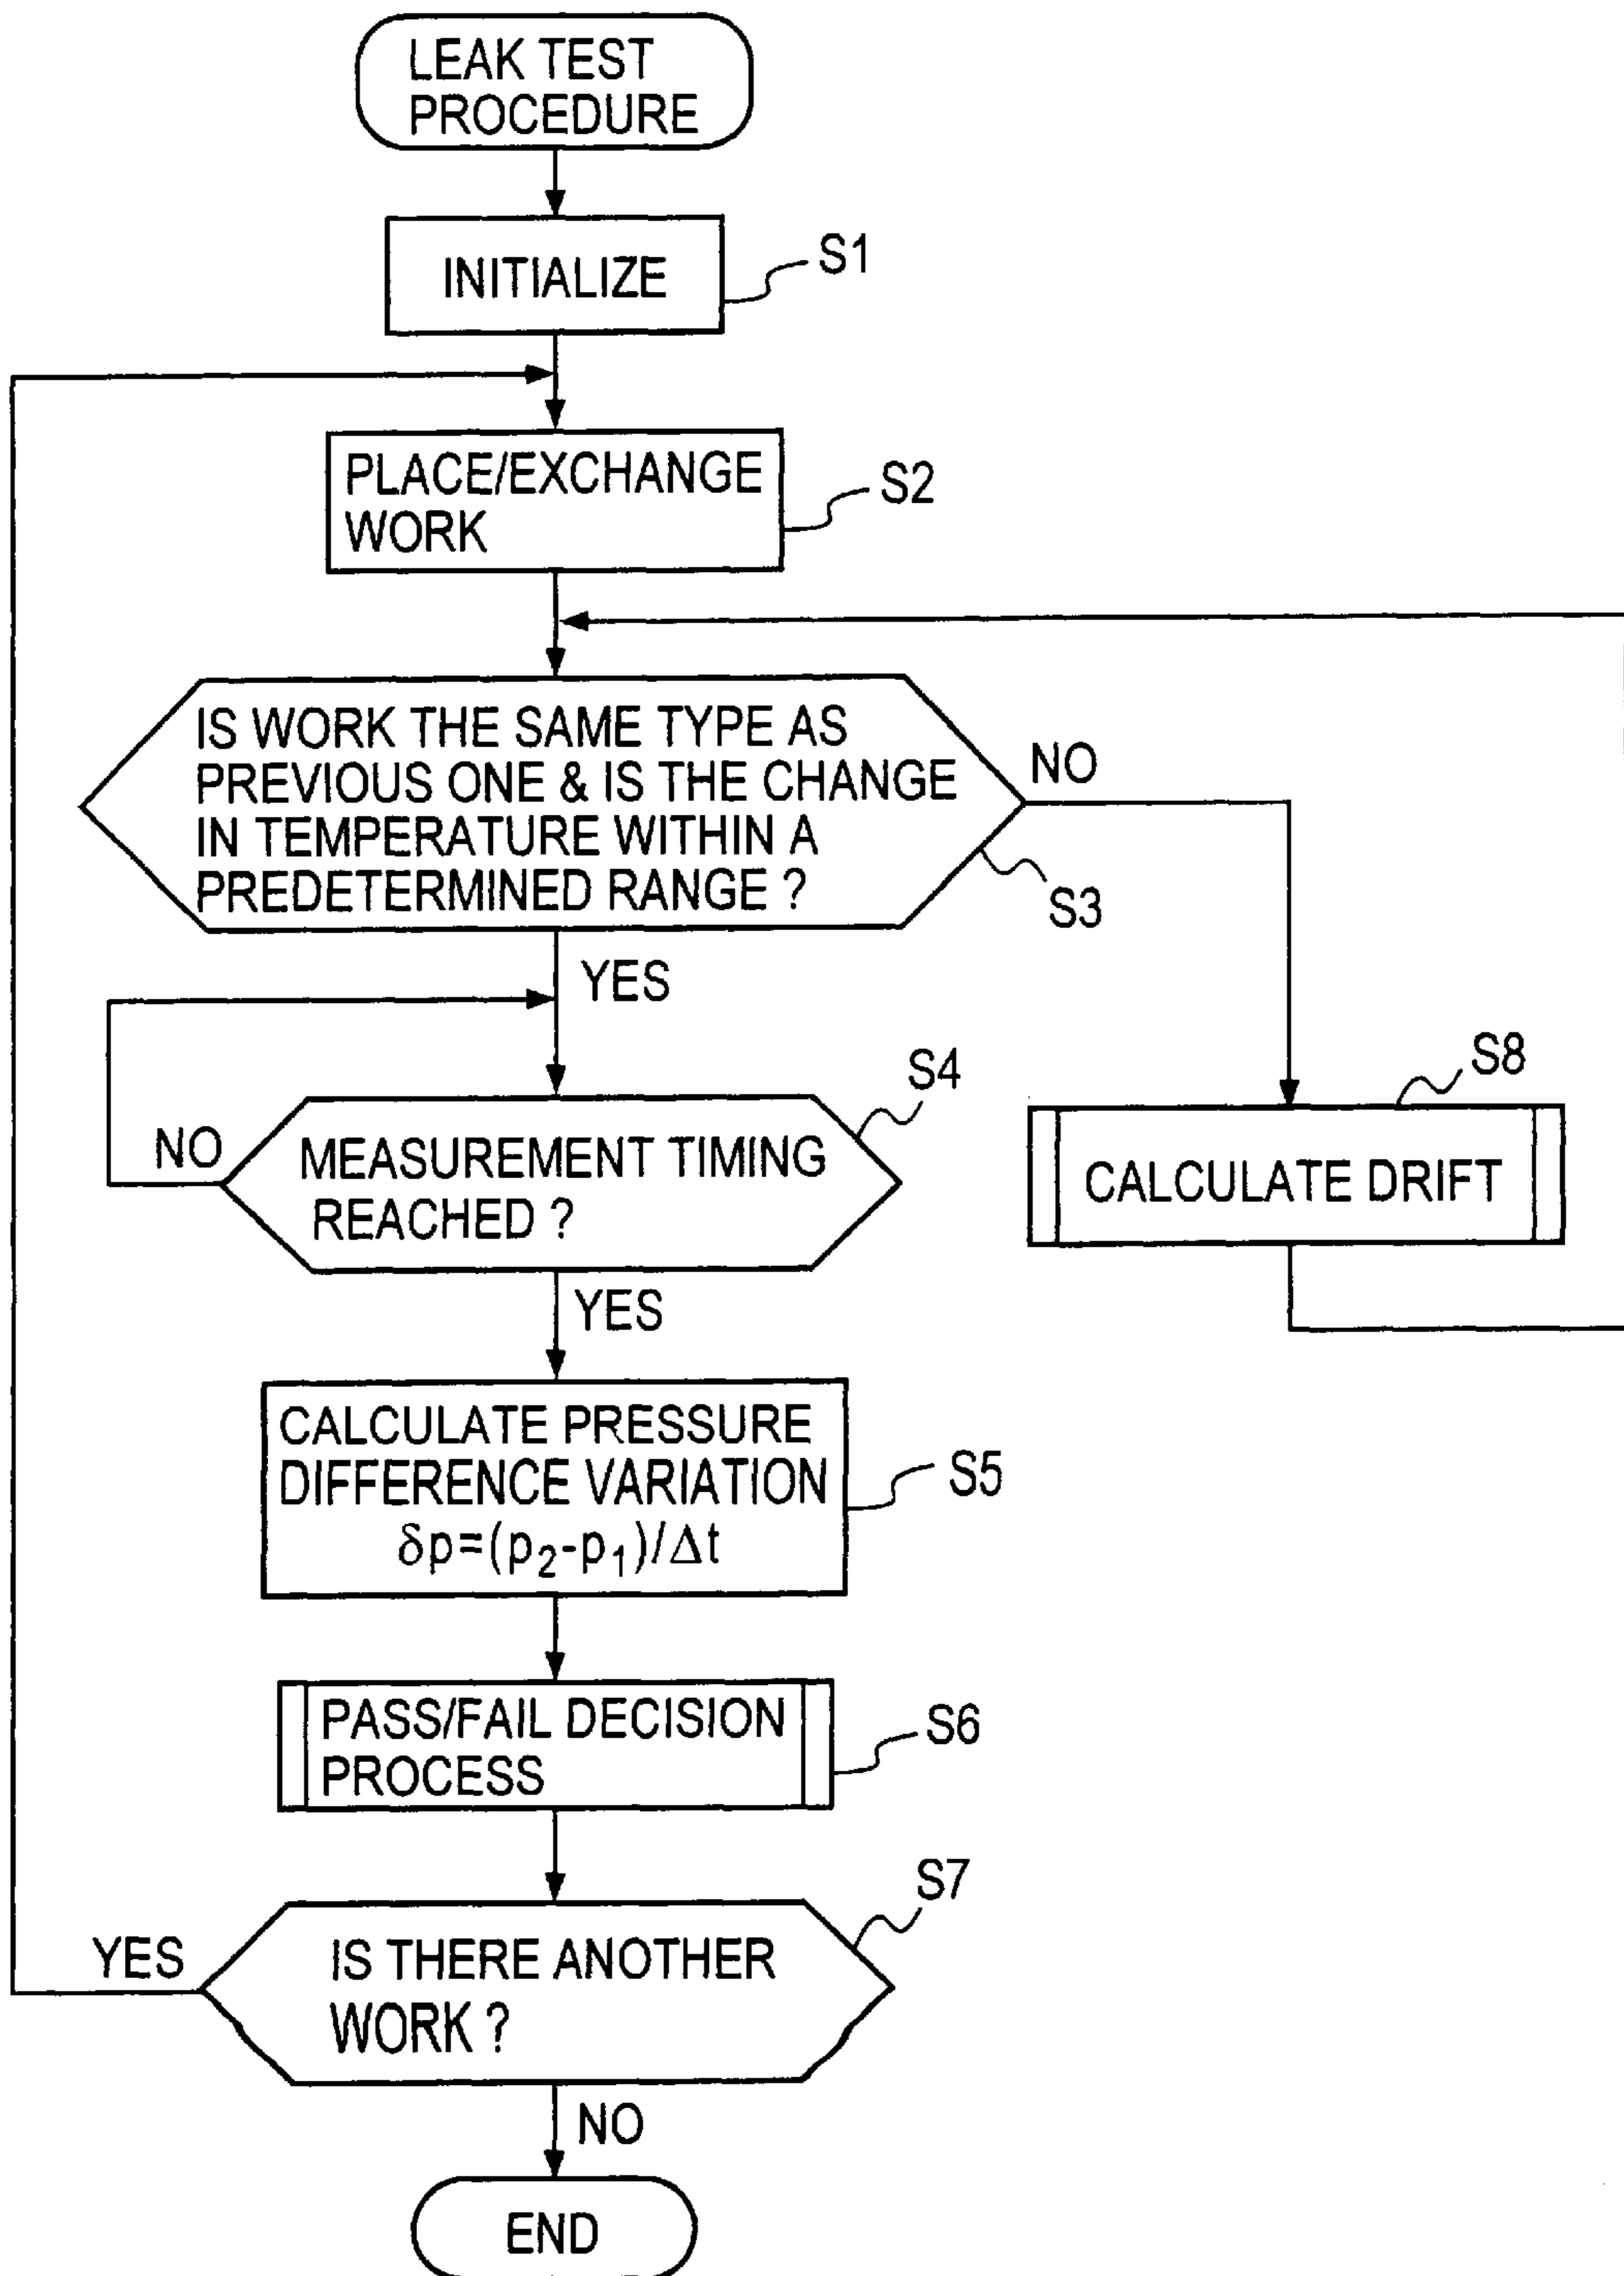 LEAK TEST
PROCEDURE
INITIALIZE
S1
PLACE/EXCHANGE
WORK
S2
IS WORK THE SAME TYPE AS
PREVIOUS ONE & IS THE CHANGE
IN TEMPERATURE WITHIN A
PREDETERMINED RANGE ?
NO
S3
YES
S4
NO
MEASUREMENT TIMING
REACHED ?
S8
CALCULATE DRIFT
YES
CALCULATE PRESSURE
DIFFERENCE VARIATION
δp=(p₂-p₁)/Δt
S5
PASS/FAIL DECISION
PROCESS
S6
S7
YES
IS THERE ANOTHER
WORK ?
NO
END